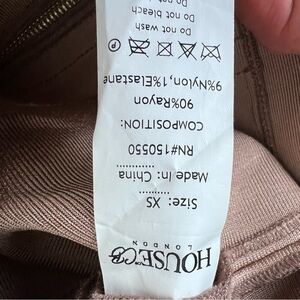 HOUSE OF CB
LONDON
Size: XS
Made In: China
RN#150550
COMPOSITION:
90%Rayon
9%Nylon,1%Elastane
P
Do not wash
Do not bleach